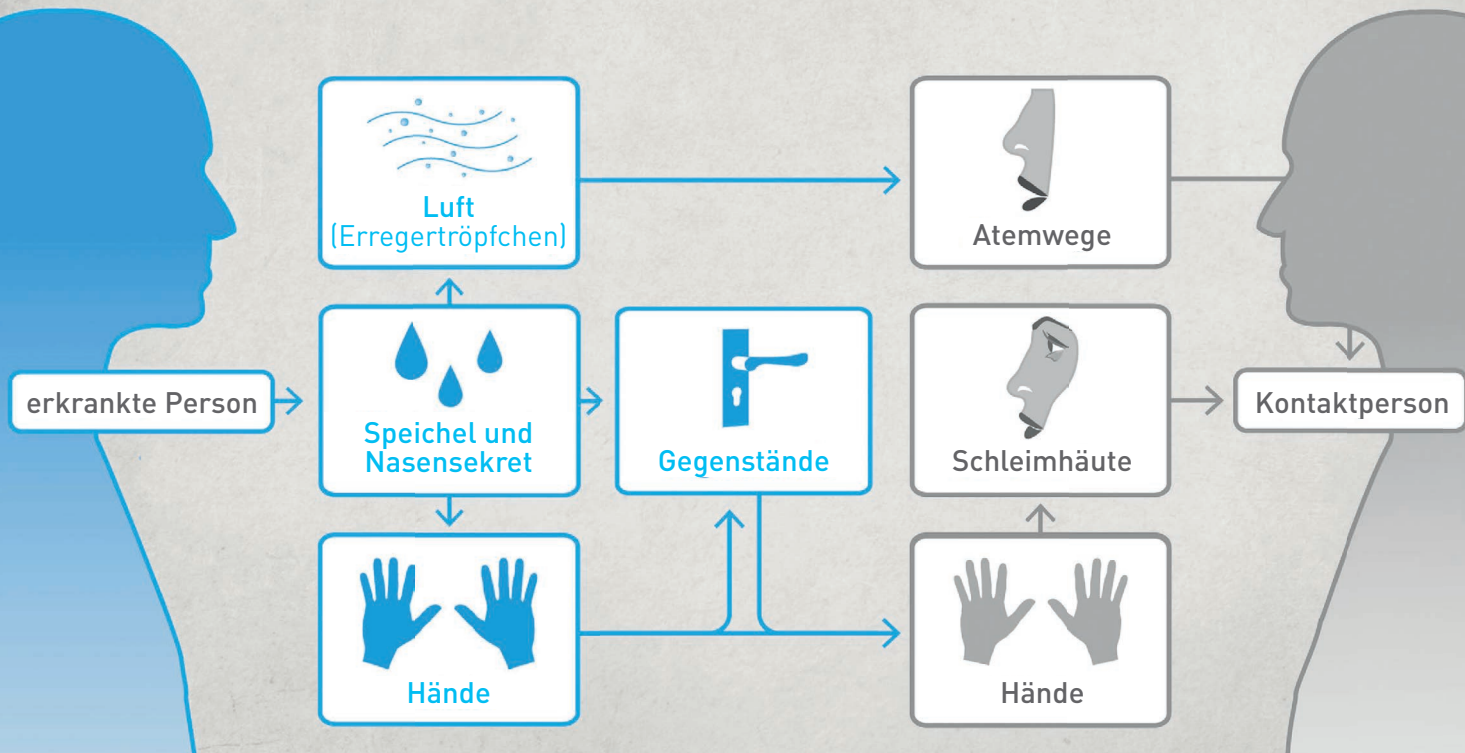 Luft
(Erregertröpfchen)
Atemwege
erkrankte Person
Speichel und
Nasensekret
Gegenstände
Schleimhäute
Kontaktperson
Hände
Hände